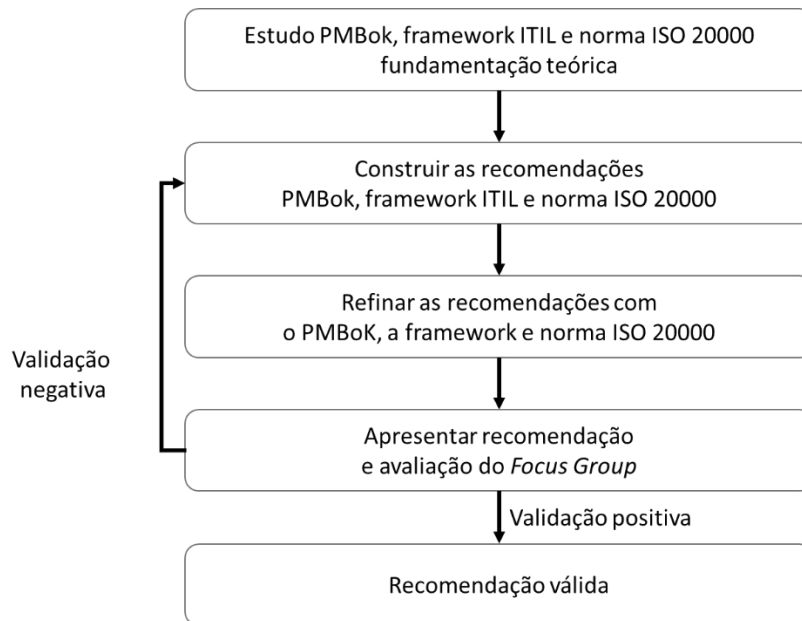 Estudo PMBok, framework ITIL e norma ISO 20000
fundamentação teórica
Construir as recomendações
PMBok, framework ITIL e norma ISO 20000
Refinar as recomendações com
o PMBoK, a framework e norma ISO 20000
Validação
negativa
Apresentar recomendação
e avaliação do Focus Group
Validação positiva
Recomendação válida